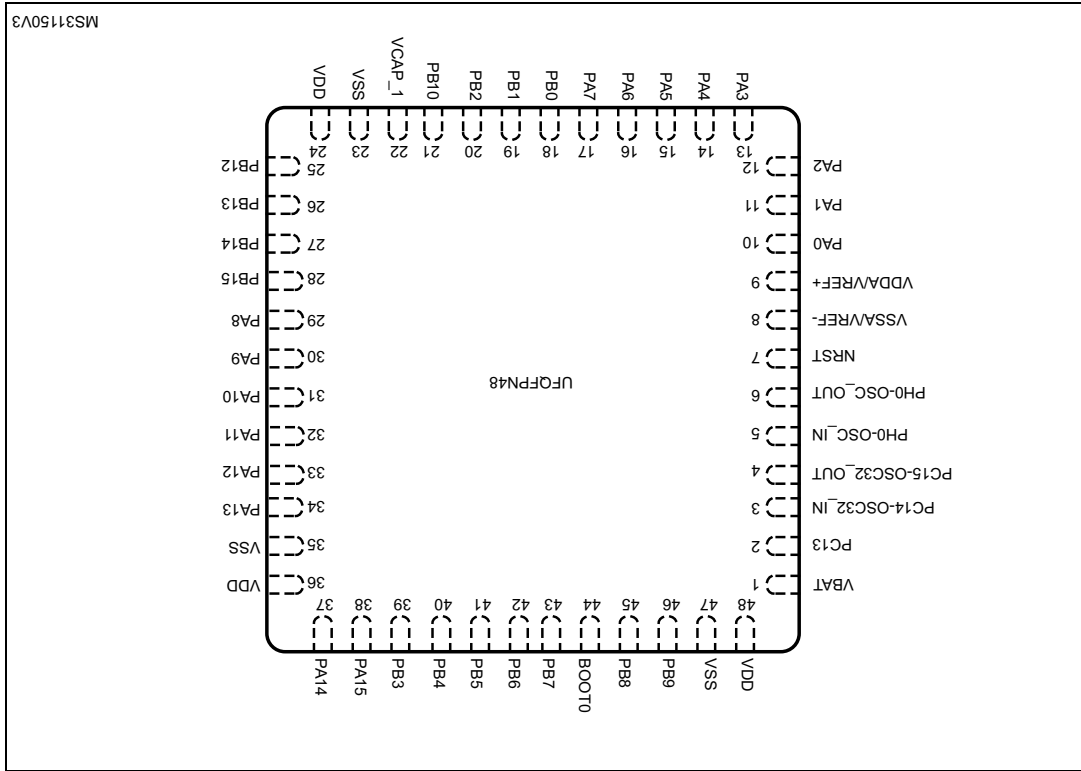 VDD VSS PB9 PB8 BOOT0 PB7 PB6 PB5 PB4 PB3 PA15 PA14
48 47 46 45 44 43 42 41 40 39 38 37
VBAT 1 36 VDD
PC13 2 35 VSS
PC14-OSC32_IN 3 34 PA13
PC15-OSC32_OUT 4 33 PA12
PH0-OSC_IN 5 32 PA11
PH0-OSC_OUT 6 31 PA10
UFQFPN48
NRST 7 30 PA9
VSSA/VREF- 8 29 PA8
VDDA/VREF+ 9 28 PB15
PA0 10 27 PB14
PA1 11 26 PB13
PA2 12 25 PB12
13 14 15 16 17 18 19 20 21 22 23 24
PA3 PA4 PA5 PA6 PA7 PB0 PB1 PB2 PB10 VCAP_1 VSS VDD
MS31150V3